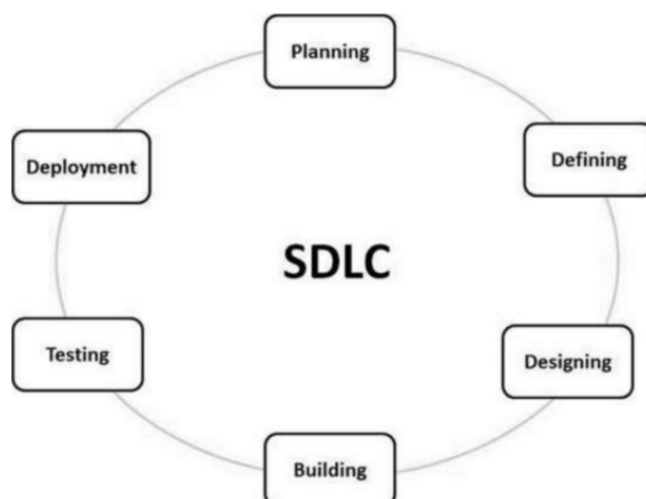 Planning
Defining
Deployment
SDLC
Testing
Designing
Building